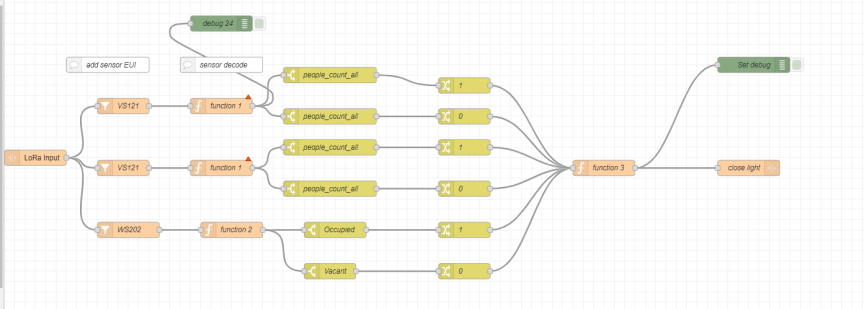 debug 24
add sensor EUI
sensor decode
Set debug
people_count_all
1
VS121
function 1
people_count_all
0
people_count_all
1
LoRa Input
VS121
function 1
function 3
close light
people_count_all
0
WS202
function 2
Occupied
1
Vacant
0